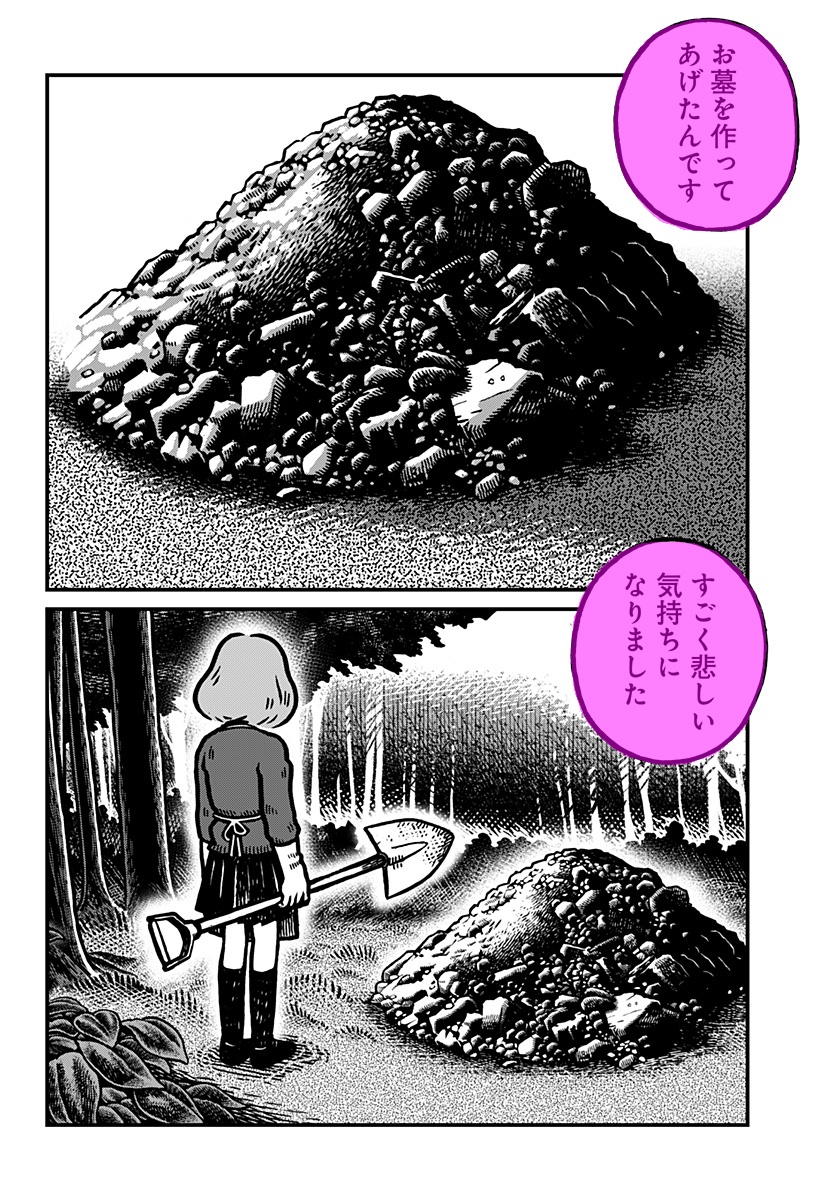 お墓を作って
あげたんです
すごく悲しい
気持ちに
なりました